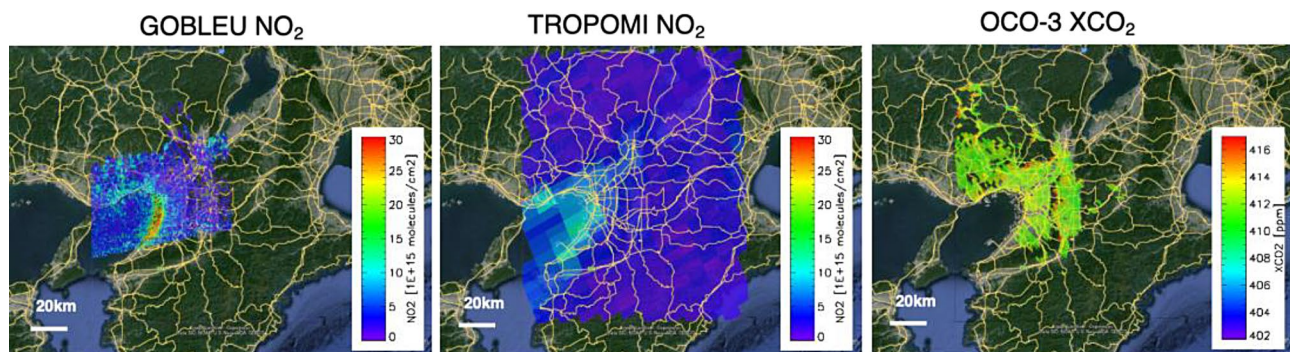 GOBLEU NO₂
TROPOMI NO₂
OCO-3 XCO₂
30
25
20
15
10
5
0
NO2 [1E+15 molecules/cm2]
20km
30
25
20
15
10
5
0
NO2 [1E+15 molecules/cm2]
20km
416
414
412
410
408
406
404
402
XCO2 [ppm]
20km